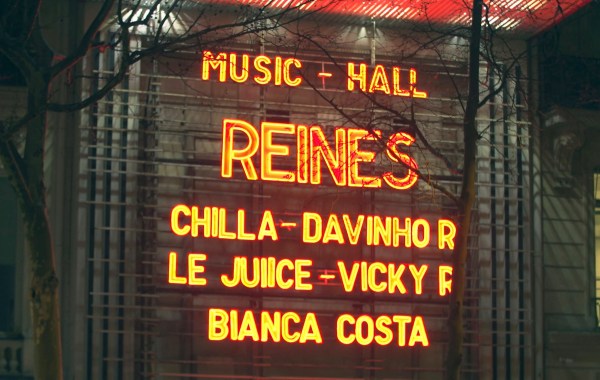 MUSIC - HALL
REINES
CHILLA - DAVINHO R
LE JUIICE - VICKY R
BIANCA COSTA